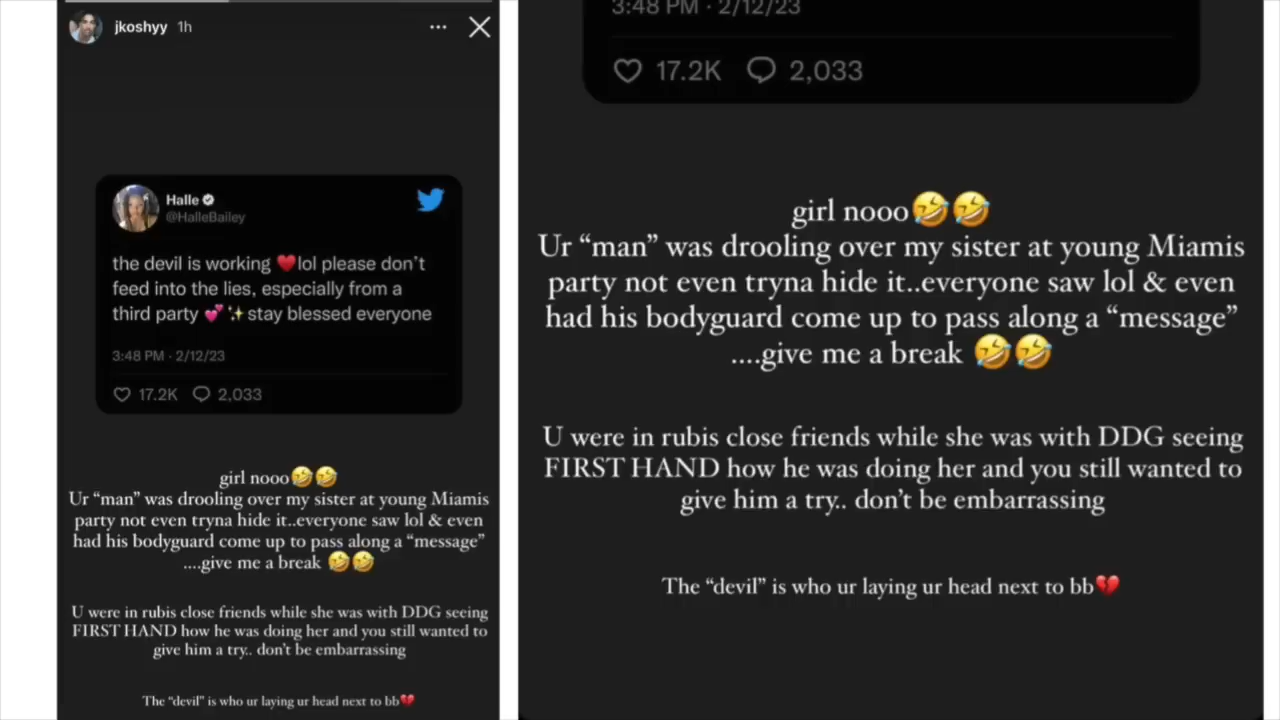 jkoshyy 1h
Halle
@HalleBailey
the devil is working ❤️lol please don't
feed into the lies, especially from a
third party 💕✨stay blessed everyone
3:48 PM · 2/12/23
17.2K 2,033
girl nooo🤣🤣
Ur “man” was drooling over my sister at young Miamis
party not even tryna hide it..everyone saw lol & even
had his bodyguard come up to pass along a “message”
....give me a break 🤣🤣
U were in rubis close friends while she was with DDG seeing
FIRST HAND how he was doing her and you still wanted to
give him a try.. don't be embarrassing
The “devil” is who ur laying ur head next to bb💔
3:48 PM · 2/12/23
17.2K 2,033
girl nooo🤣🤣
Ur “man” was drooling over my sister at young Miamis
party not even tryna hide it..everyone saw lol & even
had his bodyguard come up to pass along a “message”
....give me a break 🤣🤣
U were in rubis close friends while she was with DDG seeing
FIRST HAND how he was doing her and you still wanted to
give him a try.. don't be embarrassing
The “devil” is who ur laying ur head next to bb💔